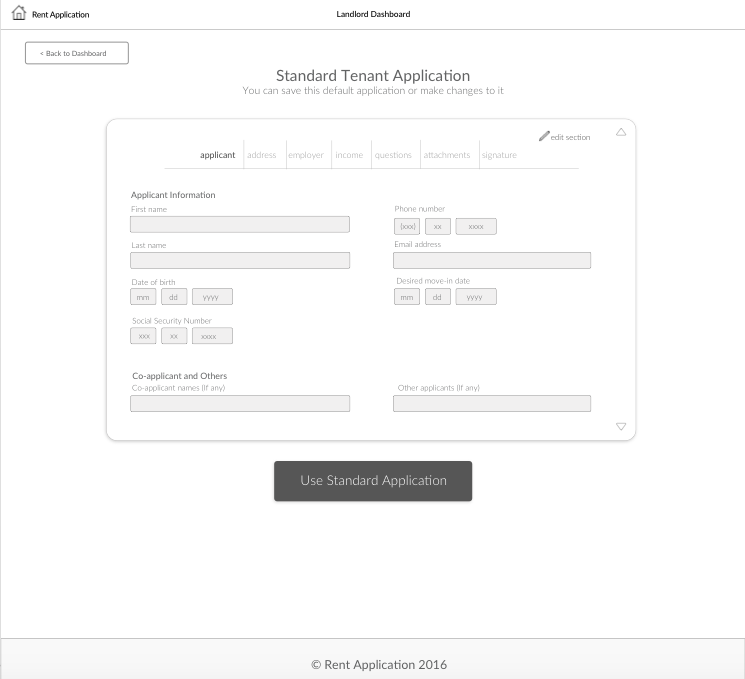 Rent Application
Landlord Dashboard
< Back to Dashboard
Standard Tenant Application
You can save this default application or make changes to it
edit section
applicant address employer income questions attachments signature
Applicant Information
First name
Phone number
(xxx) xx xxxx
Last name
Email address
Date of birth
Desired move-in date
mm dd yyyy
mm dd yyyy
Social Security Number
xxx xx xxxx
Co-applicant and Others
Co-applicant names (if any)
Other applicants (if any)
Use Standard Application
© Rent Application 2016